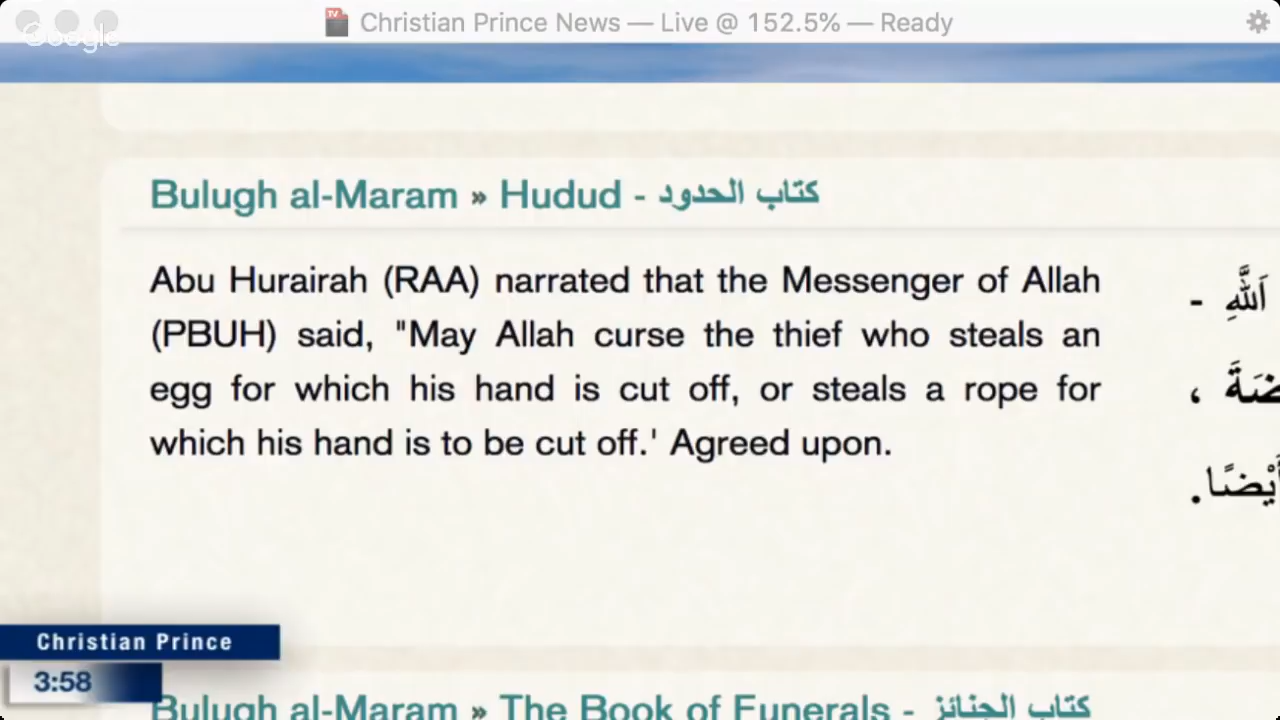 Christian Prince News — Live @ 152.5% — Ready
Google
Bulugh al-Maram » Hudud - كتاب الحدود
Abu Hurairah (RAA) narrated that the Messenger of Allah
(PBUH) said, "May Allah curse the thief who steals an
egg for which his hand is cut off, or steals a rope for
which his hand is to be cut off.' Agreed upon.
اَللَّهِ -
أَيْضًا.
Christian Prince
3:58
Bulugh al-Maram » The Book of Funerals - كتاب الجنائز